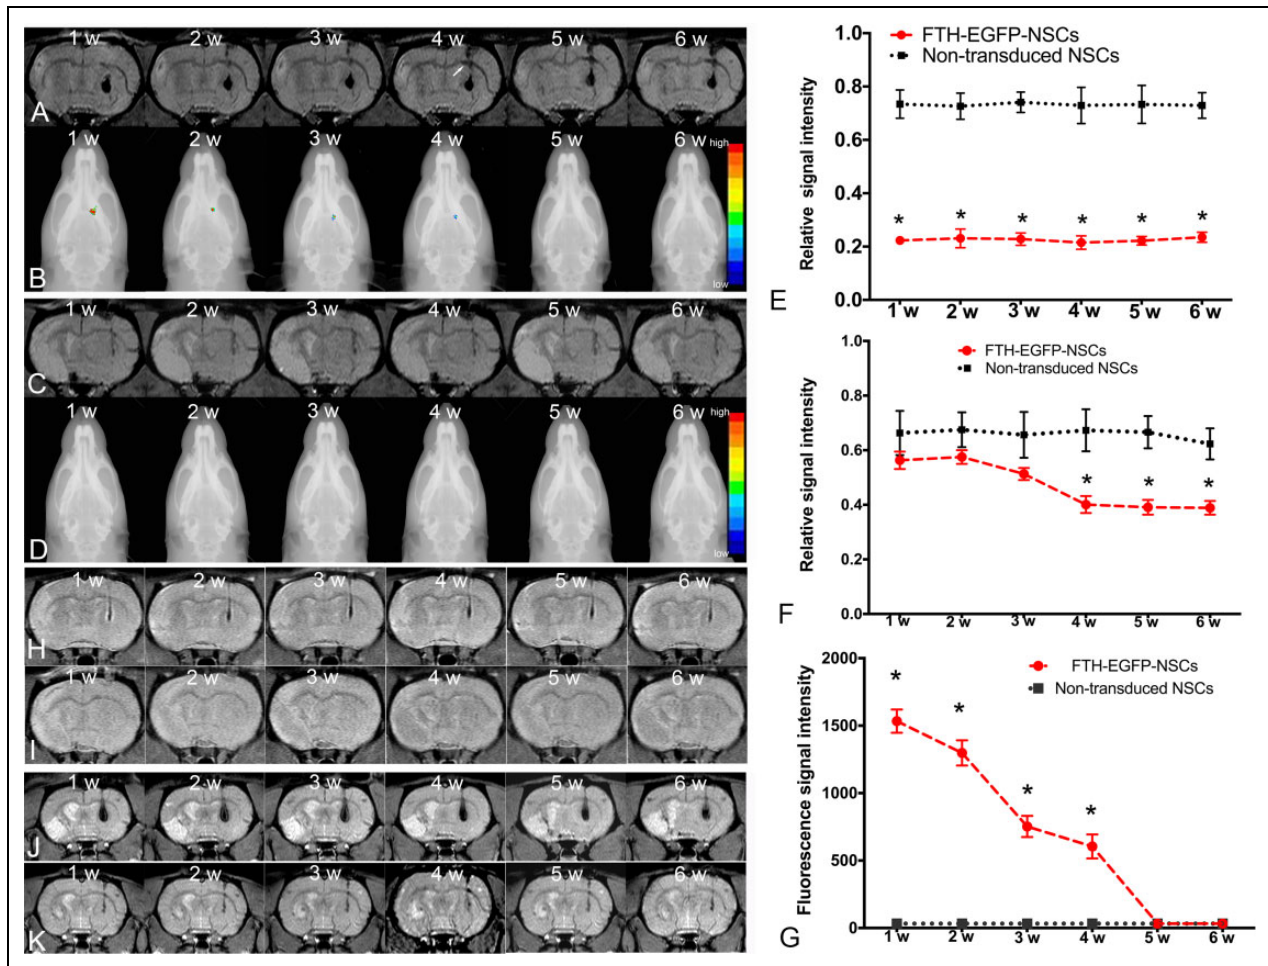 1 w 2 w 3 w 4 w 5 w 6 w
A
1 w 2 w 3 w 4 w 5 w 6 w
high
low
B
1 w 2 w 3 w 4 w 5 w 6 w
C
1 w 2 w 3 w 4 w 5 w 6 w
high
low
D
1 w 2 w 3 w 4 w 5 w 6 w
H
1 w 2 w 3 w 4 w 5 w 6 w
I
1 w 2 w 3 w 4 w 5 w 6 w
J
1 w 2 w 3 w 4 w 5 w 6 w
K
FTH-EGFP-NSCs
Non-transduced NSCs
Relative signal intensity
1.0
0.8
0.6
0.4
0.2
0.0
* * * * * *
1 w 2 w 3 w 4 w 5 w 6 w
E
FTH-EGFP-NSCs
Non-transduced NSCs
Relative signal intensity
1.0
0.8
0.6
0.4
0.2
0.0
* * *
1 w 2 w 3 w 4 w 5 w 6 w
F
FTH-EGFP-NSCs
Non-transduced NSCs
Fluorescence signal intensity
2000
1500
1000
500
0
* * * *
1 w 2 w 3 w 4 w 5 w 6 w
G